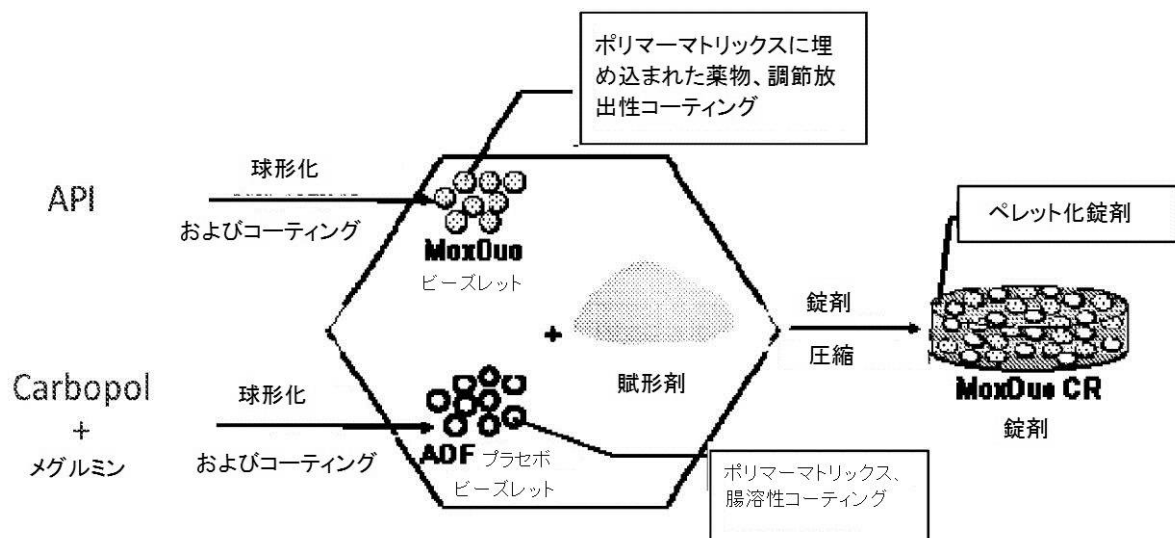 ポリマーマトリックスに埋
め込まれた薬物、調節放
出性コーティング
API
球形化
およびコーティング
MoxDuo
ビーズレット
ペレット化錠剤
+
賦形剤
錠剤
圧縮
MoxDuo CR
錠剤
Carbopol
+
メグルミン
球形化
およびコーティング
ADF プラセボ
ビーズレット
ポリマーマトリックス、
腸溶性コーティング